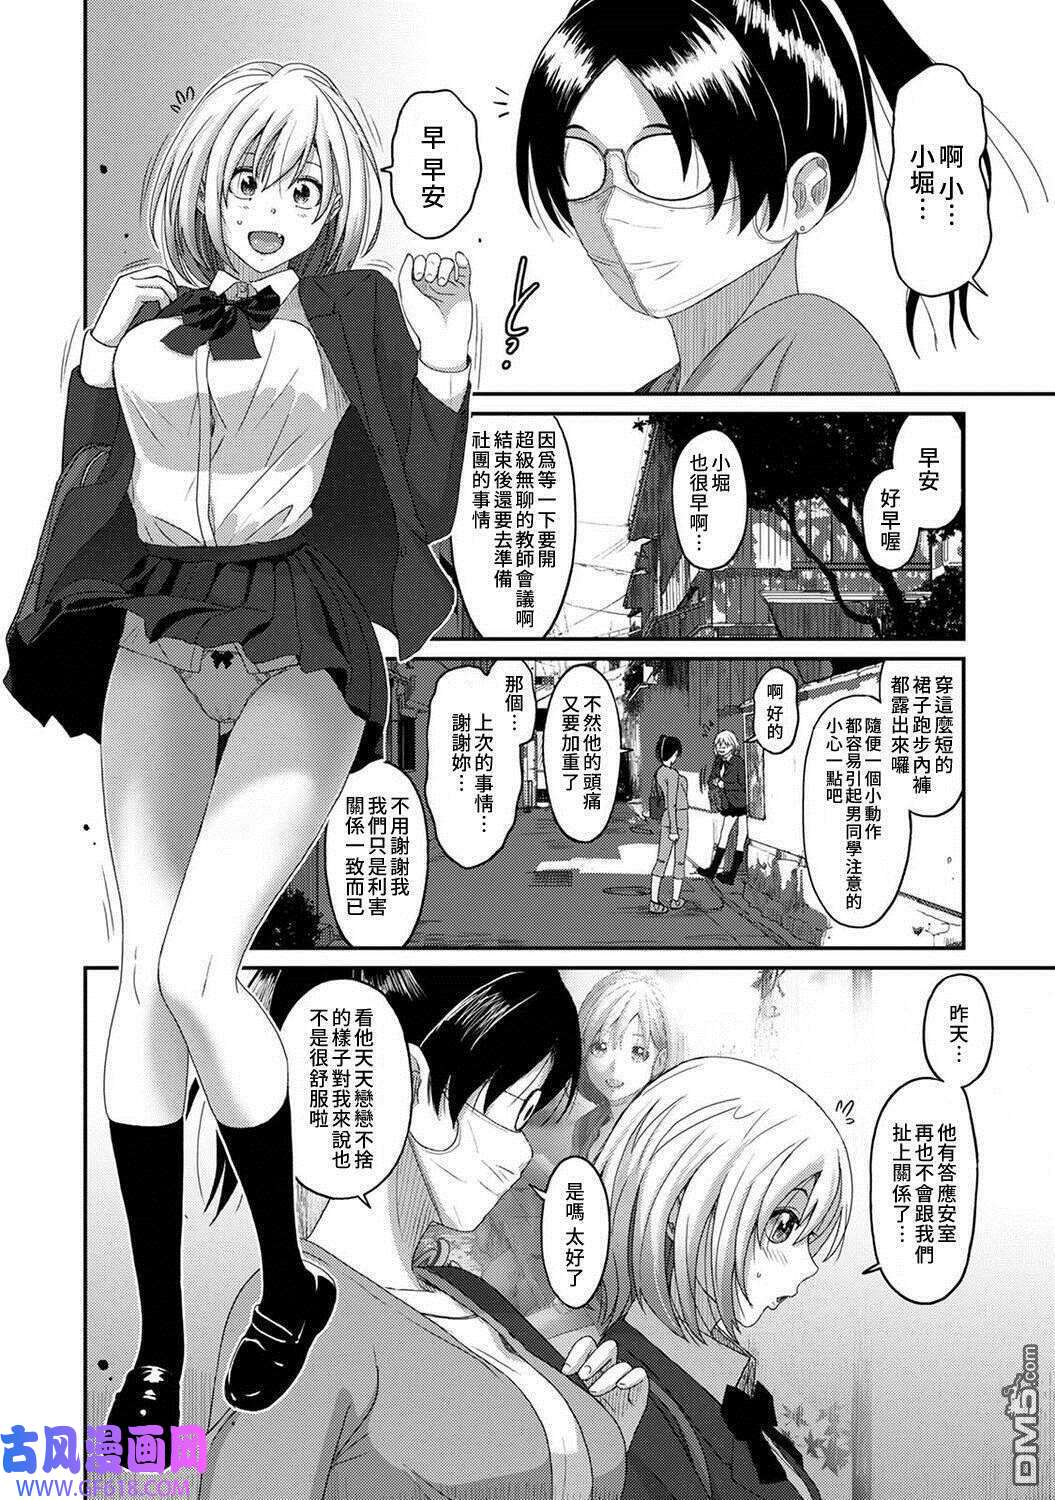 啊小…
小堀…
早早安
早安
好早喔
小堀
也很早啊…
因爲等一下要開
超級無聊的教師會議啊
結束後還要去準備
社團的事情
穿這麼短的
裙子跑步內褲
都露出來囉
隨便一個小動作
都容易引起男同學注意的
小心一點吧
啊 好的
不然他的頭痛
又要加重了
那個…
上次的事情…
謝謝妳…
不用謝謝我
我們只是利害
關係一致而已
昨天…
他有答應安室
再也不會跟我們
扯上關係了…
是嗎 太好了
看他天天戀戀不捨
的樣子對我來說也
不是很舒服啦
古风漫画网
www.GF618.com
DM5.com